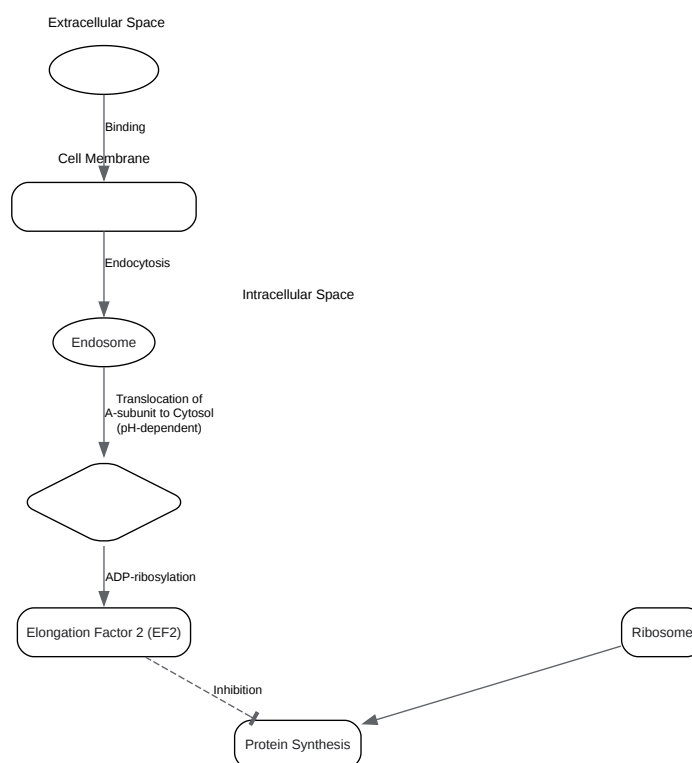 Extracellular Space
Binding
Cell Membrane
Endocytosis
Intracellular Space
Endosome
Translocation of
A-subunit to Cytosol
(pH-dependent)
ADP-ribosylation
Elongation Factor 2 (EF2)
Ribosome
Inhibition
Protein Synthesis